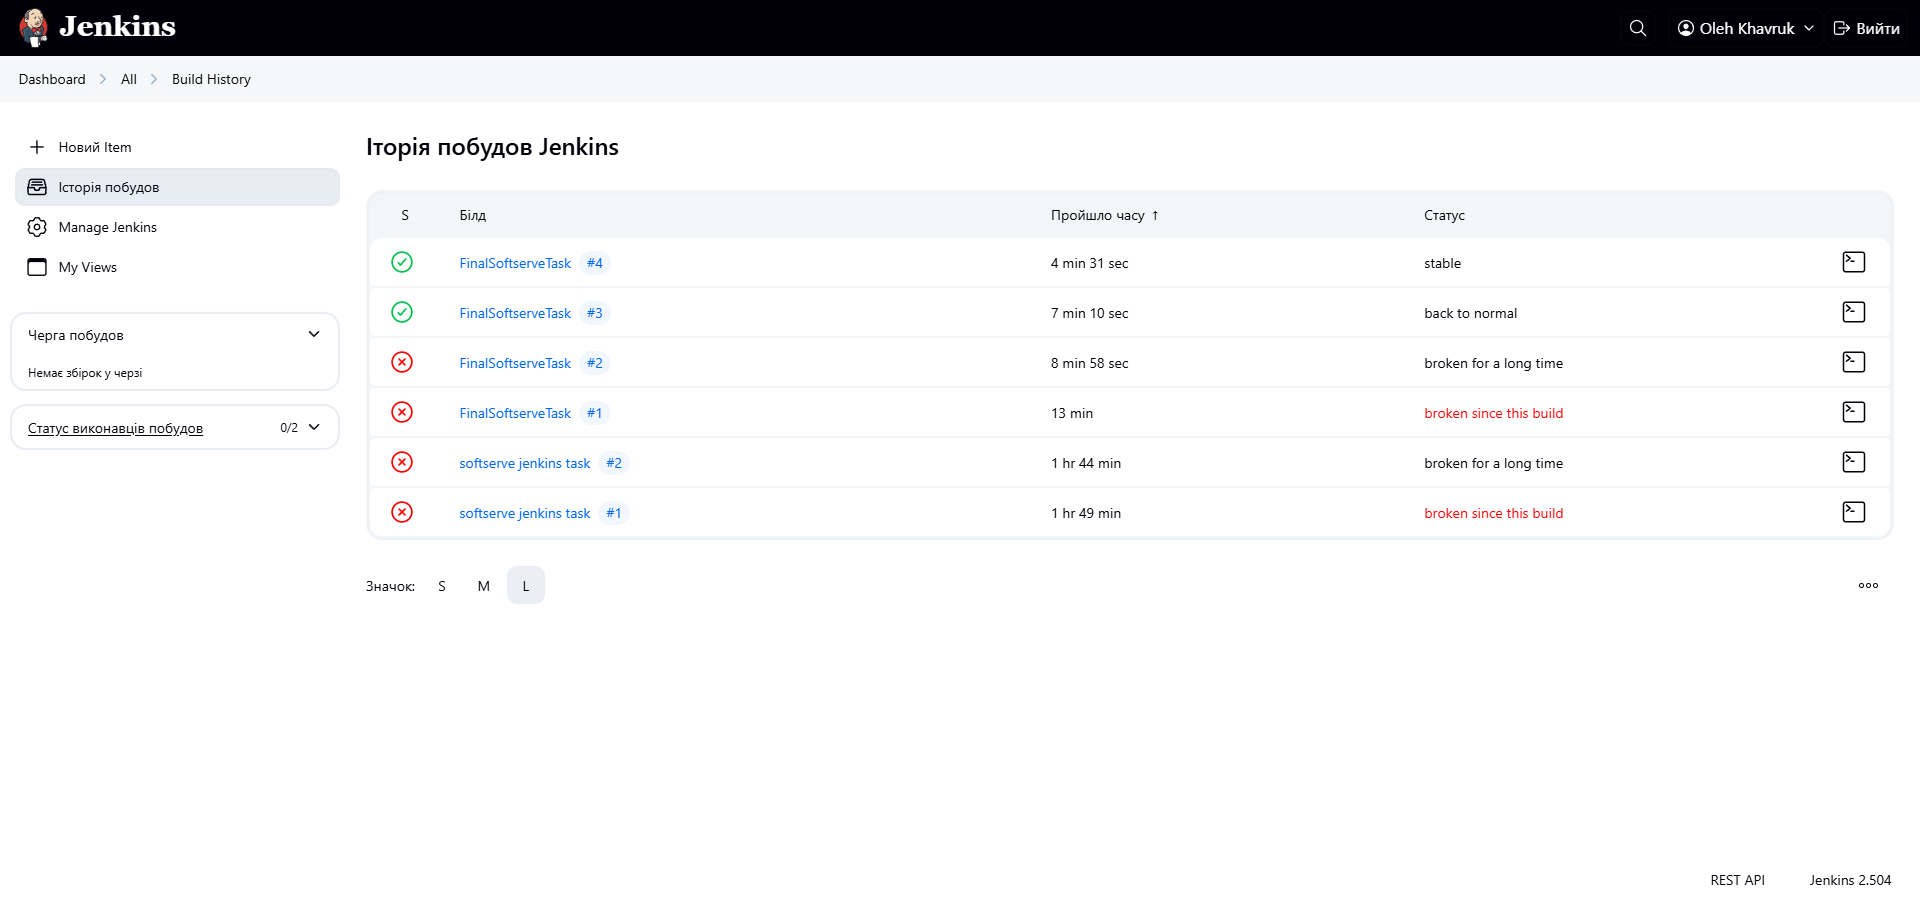 Jenkins
Oleh Khavruk
Выйти
Dashboard
All
Build History
Новий Item
Історія побудов
Manage Jenkins
My Views
Черга побудов
Немає збірок у черзі
Статус виконавців побудов 0/2
Іторія побудов Jenkins
S Білд Пройшло часу ↑ Статус
FinalSoftserveTask #4 4 min 31 sec stable
FinalSoftserveTask #3 7 min 10 sec back to normal
FinalSoftserveTask #2 8 min 58 sec broken for a long time
FinalSoftserveTask #1 13 min broken since this build
softserve jenkins task #2 1 hr 44 min broken for a long time
softserve jenkins task #1 1 hr 49 min broken since this build
Значок: S M L
REST API Jenkins 2.504